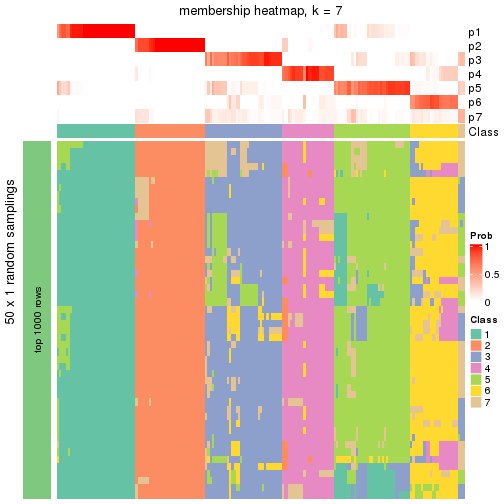 membership heatmap, k = 7
p1
p2
p3
p4
p5
p6
p7
Class
50 x 1 random samplings
top 1000 rows
Prob
1
0.5
0
Class
1
2
3
4
5
6
7